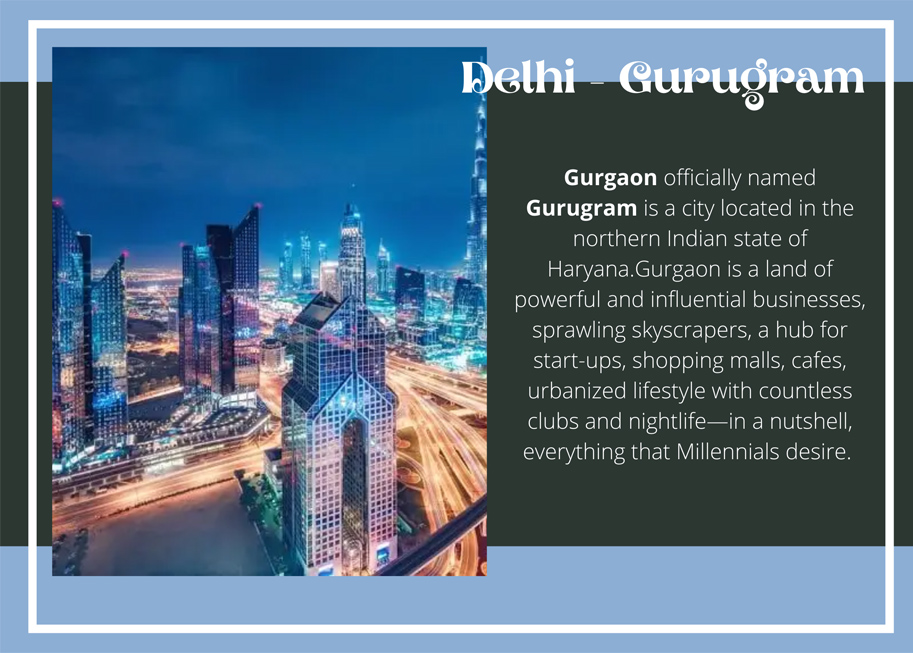 Delhi - Gurugram
Gurgaon officially named
Gurugram is a city located in the
northern Indian state of
Haryana.Gurgaon is a land of
powerful and influential businesses,
sprawling skyscrapers, a hub for
start-ups, shopping malls, cafes,
urbanized lifestyle with countless
clubs and nightlife—in a nutshell,
everything that Millennials desire.